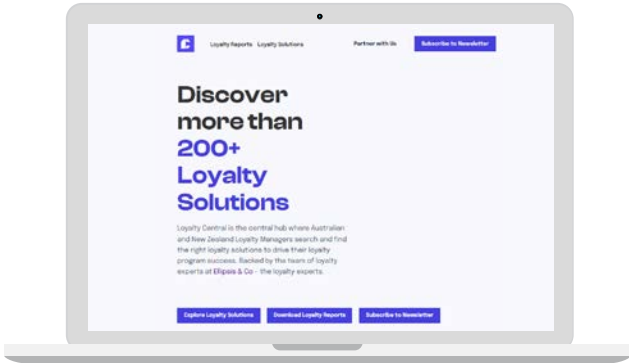 Loyalty Reports Loyalty Solutions Partner with Us Subscribe to Newsletter
Discover
more than
200+
Loyalty
Solutions
Loyalty Central is the central hub where Australian
and New Zealand Loyalty Managers search and find
the right loyalty solutions to drive their loyalty
program success. Backed by the team of loyalty
experts at Ellipsis & Co - the loyalty experts.
Explore Loyalty Solutions Download Loyalty Reports Subscribe to Newsletter